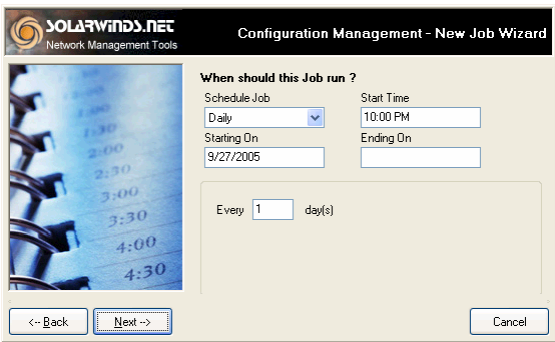 SOLARWINDS.NET
Network Management Tools
Configuration Management - New Job Wizard
When should this Job run ?
Schedule Job Start Time
Daily 10:00 PM
Starting On Ending On
9/27/2005
Every 1 day(s)
1:30
2:00
2:30
3:00
3:30
4:00
4:30
<-- Back Next --> Cancel